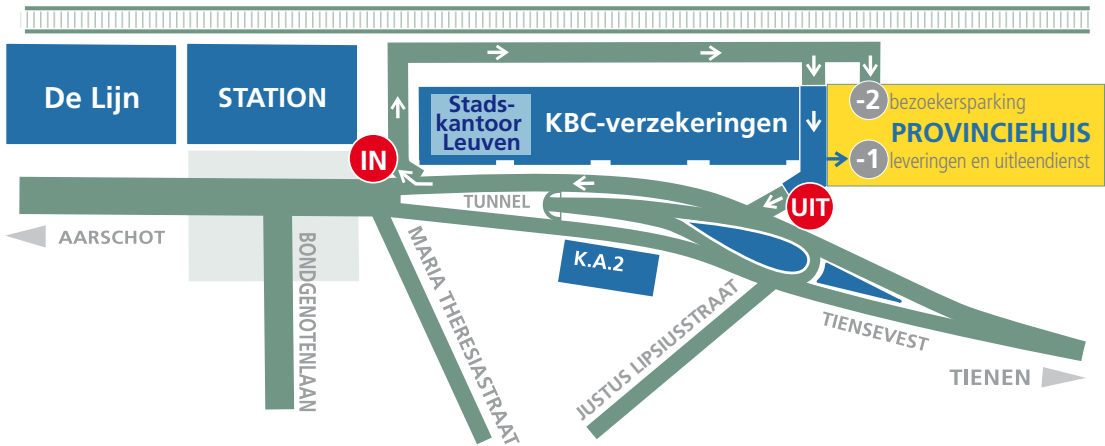 De Lijn
STATION
Stads-
kantoor
Leuven
KBC-verzekeringen
-2 bezoekersparking
PROVINCIEHUIS
-1 leveringen en uitleendienst
IN
UIT
TUNNEL
AARSCHOT
BONDGENOTENLAAN
MARIA THERESIASTRAAT
K.A.2
JUSTUS LIPSIUSSTRAAT
TIENSEVEST
TIENEN